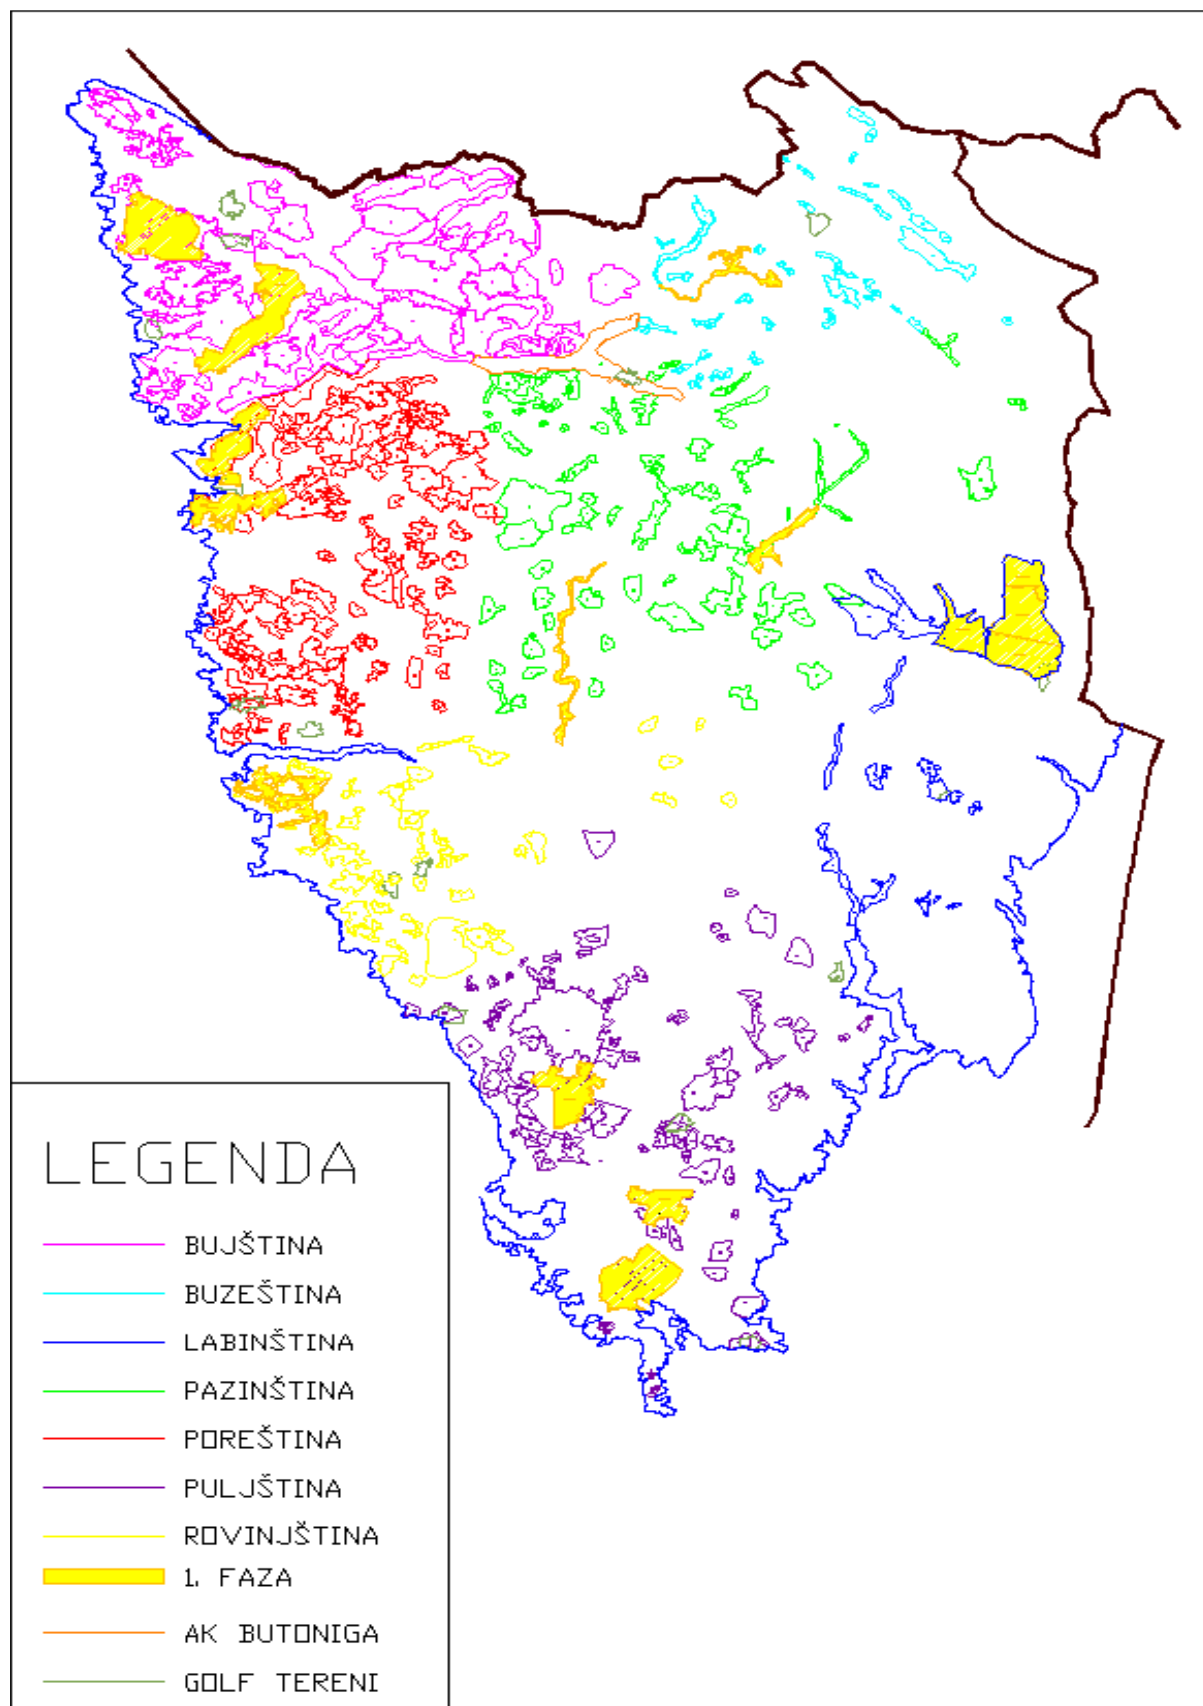 LEGENDA
BUJŠTINA
BUZEŠTINA
LABINŠTINA
PAZINŠTINA
POREŠTINA
PULJŠTINA
ROVINJŠTINA
1. FAZA
AK BUTONIGA
GOLF TERENI